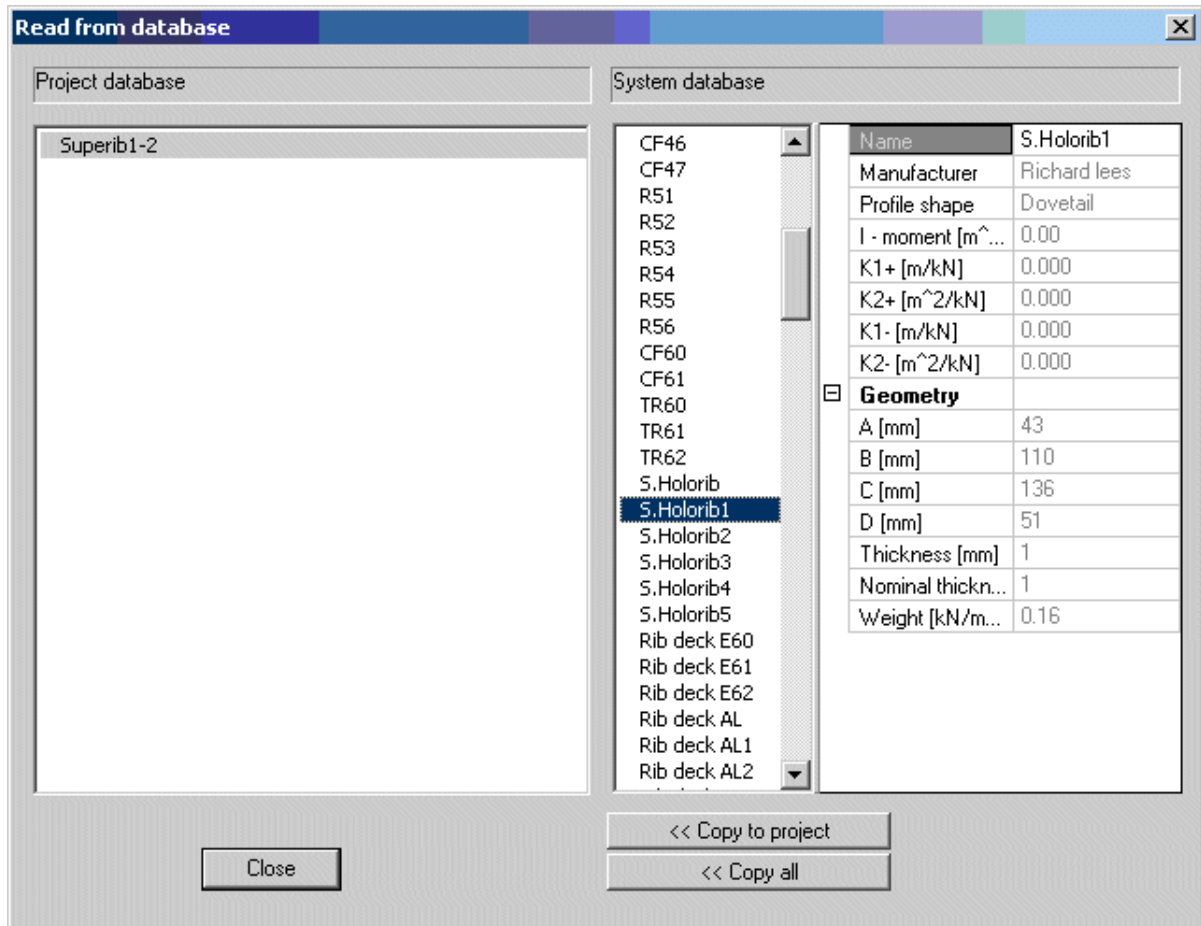 Read from database
Project database
Superib1-2
System database
CF46
CF47
R51
R52
R53
R54
R55
R56
CF60
CF61
TR60
TR61
TR62
S.Holorib
S.Holorib1
S.Holorib2
S.Holorib3
S.Holorib4
S.Holorib5
Rib deck E60
Rib deck E61
Rib deck E62
Rib deck AL
Rib deck AL1
Rib deck AL2
Name S.Holorib1
Manufacturer Richard lees
Profile shape Dovetail
I - moment [m^... 0.00
K1+ [m/kN] 0.000
K2+ [m^2/kN] 0.000
K1- [m/kN] 0.000
K2- [m^2/kN] 0.000
Geometry
A [mm] 43
B [mm] 110
C [mm] 136
D [mm] 51
Thickness [mm] 1
Nominal thickn... 1
Weight [kN/m... 0.16
<< Copy to project
Close
<< Copy all